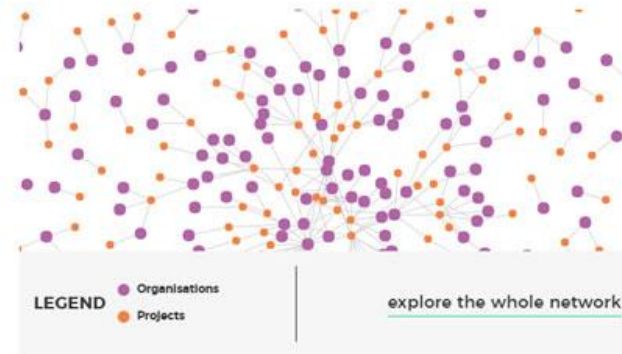 LEGEND
Organisations
Projects
explore the whole network